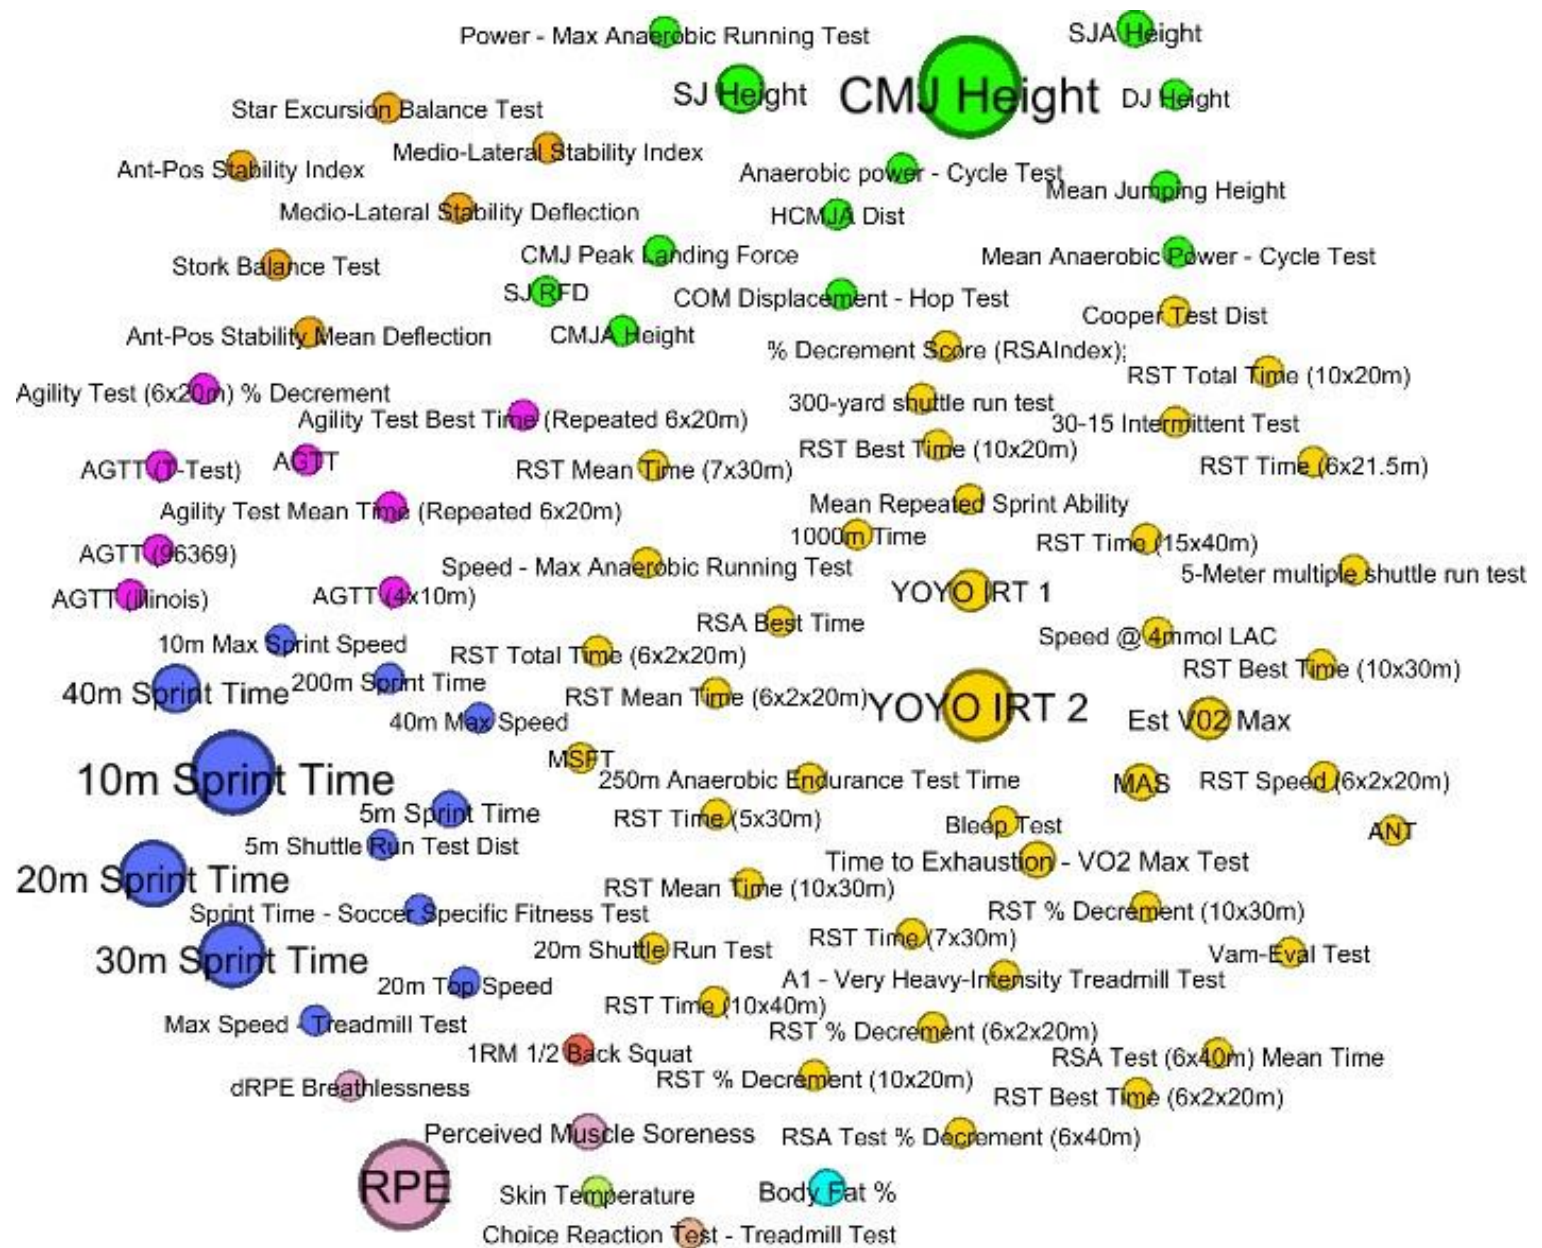 Power - Max Anaerobic Running Test
SJA Height
SJ Height
CMJ Height
DJ Height
Star Excursion Balance Test
Medio-Lateral Stability Index
Ant-Pos Stability Index
Anaerobic power - Cycle Test
Mean Jumping Height
Medio-Lateral Stability Deflection
HCMJA Dist
CMJ Peak Landing Force
Mean Anaerobic Power - Cycle Test
Stork Balance Test
SJ RFD
COM Displacement - Hop Test
Cooper Test Dist
Ant-Pos Stability Mean Deflection
CMJA Height
% Decrement Score (RSAIndex);
RST Total Time (10x20m)
Agility Test (6x20m) % Decrement
300-yard shuttle run test
Agility Test Best Time (Repeated 6x20m)
30-15 Intermittent Test
RST Best Time (10x20m)
AGTT (T-Test)
AGTT
RST Mean Time (7x30m)
RST Time (6x21.5m)
Mean Repeated Sprint Ability
Agility Test Mean Time (Repeated 6x20m)
1000m Time
RST Time (15x40m)
AGTT (96369)
Speed - Max Anaerobic Running Test
5-Meter multiple shuttle run test
AGTT (illinois)
AGTT (4x10m)
YOYO IRT 1
RSA Best Time
10m Max Sprint Speed
Speed @ 4mmol LAC
RST Total Time (6x2x20m)
RST Best Time (10x30m)
40m Sprint Time
200m Sprint Time
RST Mean Time (6x2x20m)
YOYO IRT 2
40m Max Speed
Est V02 Max
MSFT
10m Sprint Time
250m Anaerobic Endurance Test Time
MAS
RST Speed (6x2x20m)
5m Sprint Time
RST Time (5x30m)
Bleep Test
ANT
5m Shuttle Run Test Dist
Time to Exhaustion - VO2 Max Test
20m Sprint Time
RST Mean Time (10x30m)
Sprint Time - Soccer Specific Fitness Test
RST % Decrement (10x30m)
RST Time (7x30m)
20m Shuttle Run Test
Vam-Eval Test
30m Sprint Time
A1 - Very Heavy-Intensity Treadmill Test
20m Top Speed
RST Time (10x40m)
Max Speed - Treadmill Test
RST % Decrement (6x2x20m)
1RM 1/2 Back Squat
RSA Test (6x40m) Mean Time
dRPE Breathlessness
RST % Decrement (10x20m)
RST Best Time (6x2x20m)
Perceived Muscle Soreness
RSA Test % Decrement (6x40m)
RPE
Skin Temperature
Body Fat %
Choice Reaction Test - Treadmill Test